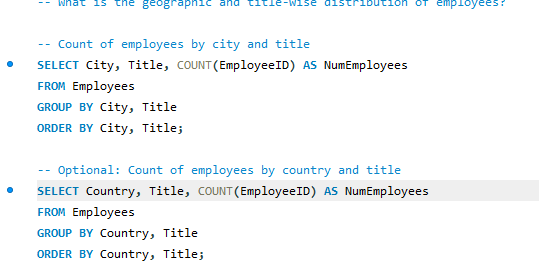 -- What is the geographic and title-wise distribution of employees?
-- Count of employees by city and title
SELECT City, Title, COUNT(EmployeeID) AS NumEmployees
FROM Employees
GROUP BY City, Title
ORDER BY City, Title;
-- Optional: Count of employees by country and title
SELECT Country, Title, COUNT(EmployeeID) AS NumEmployees
FROM Employees
GROUP BY Country, Title
ORDER BY Country, Title;